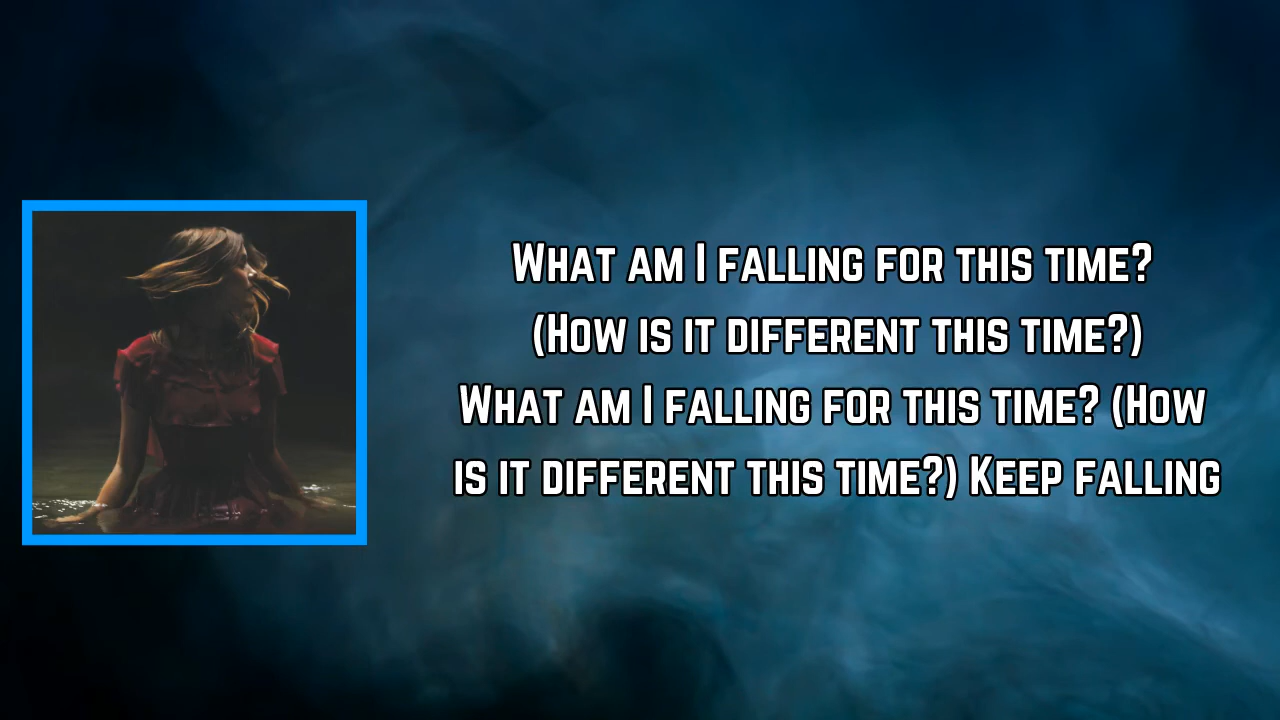 What am I falling for this time?
(How is it different this time?)
What am I falling for this time? (How
is it different this time?) Keep falling